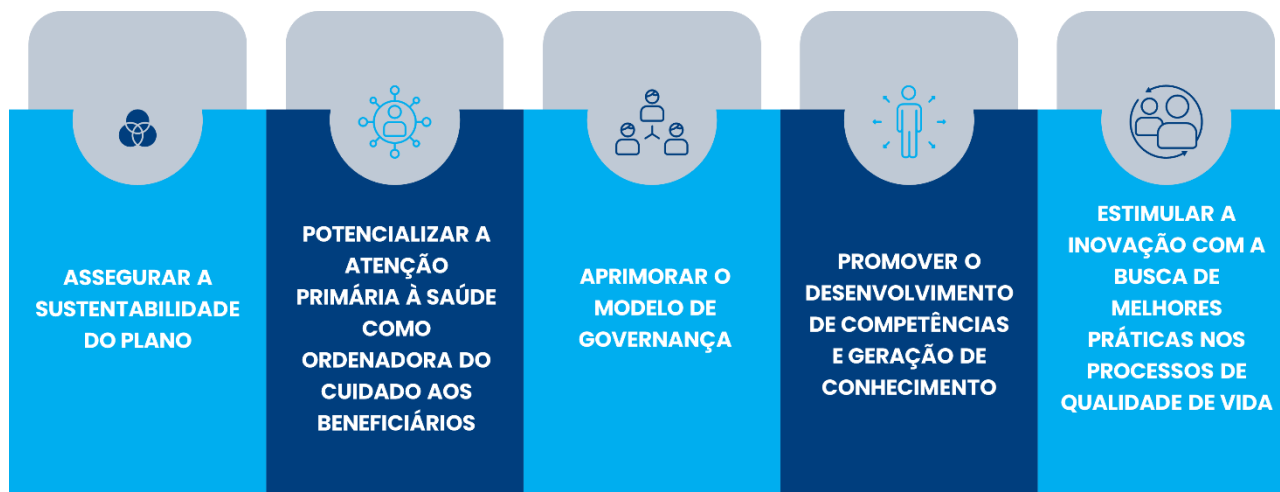 ASSEGURAR A
SUSTENTABILIDADE
DO PLANO
POTENCIALIZAR A
ATENÇÃO
PRIMÁRIA À SAÚDE
COMO
ORDENADORA DO
CUIDADO AOS
BENEFICIÁRIOS
APRIMORAR O
MODELO DE
GOVERNANÇA
PROMOVER O
DESENVOLVIMENTO
DE COMPETÊNCIAS
E GERAÇÃO DE
CONHECIMENTO
ESTIMULAR A
INOVAÇÃO COM A
BUSCA DE
MELHORES
PRÁTICAS NOS
PROCESSOS DE
QUALIDADE DE VIDA